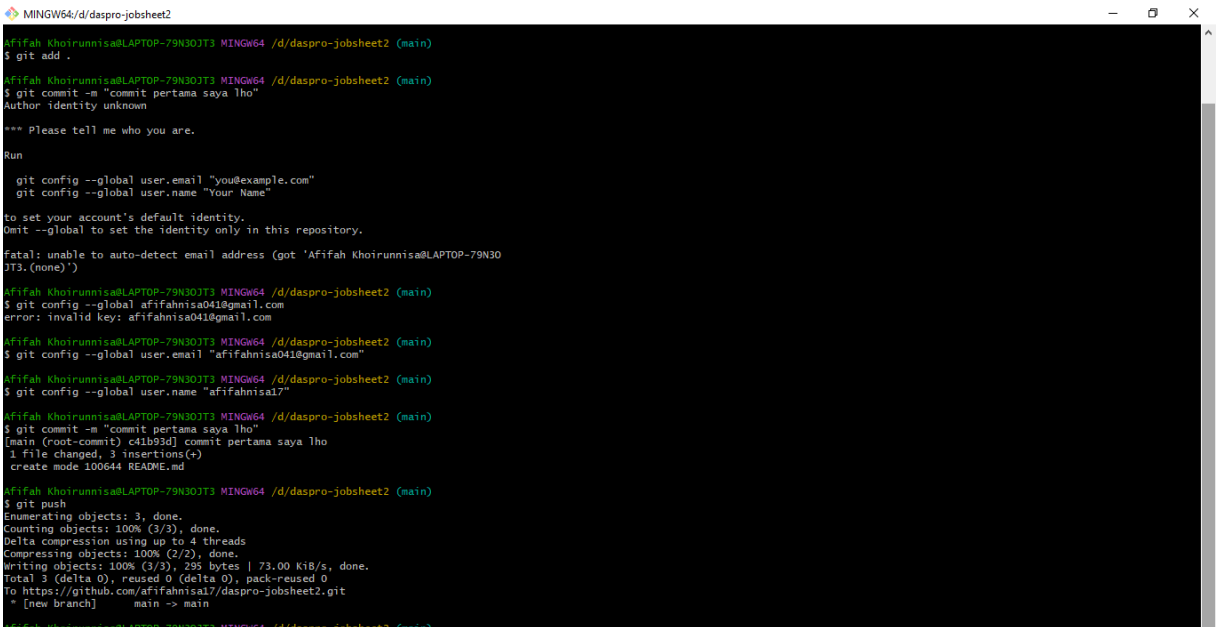 MINGW64:/d/daspro-jobsheet2
Afifah Khoirunnisa@LAPTOP-79N3OJT3 MINGW64 /d/daspro-jobsheet2 (main)
$ git add .
Afifah Khoirunnisa@LAPTOP-79N3OJT3 MINGW64 /d/daspro-jobsheet2 (main)
$ git commit -m "commit pertama saya lho"
Author identity unknown
*** Please tell me who you are.
Run
git config --global user.email "you@example.com"
git config --global user.name "Your Name"
to set your account's default identity.
Omit --global to set the identity only in this repository.
fatal: unable to auto-detect email address (got 'Afifah Khoirunnisa@LAPTOP-79N3O
JT3.(none)')
Afifah Khoirunnisa@LAPTOP-79N3OJT3 MINGW64 /d/daspro-jobsheet2 (main)
$ git config --global afifahnisa041@gmail.com
error: invalid key: afifahnisa041@gmail.com
Afifah Khoirunnisa@LAPTOP-79N3OJT3 MINGW64 /d/daspro-jobsheet2 (main)
$ git config --global user.email "afifahnisa041@gmail.com"
Afifah Khoirunnisa@LAPTOP-79N3OJT3 MINGW64 /d/daspro-jobsheet2 (main)
$ git config --global user.name "afifahnisa17"
Afifah Khoirunnisa@LAPTOP-79N3OJT3 MINGW64 /d/daspro-jobsheet2 (main)
$ git commit -m "commit pertama saya lho"
[main (root-commit) c41b93d] commit pertama saya lho
1 file changed, 3 insertions(+)
create mode 100644 README.md
Afifah Khoirunnisa@LAPTOP-79N3OJT3 MINGW64 /d/daspro-jobsheet2 (main)
$ git push
Enumerating objects: 3, done.
Counting objects: 100% (3/3), done.
Delta compression using up to 4 threads
Compressing objects: 100% (2/2), done.
Writing objects: 100% (3/3), 295 bytes | 73.00 KiB/s, done.
Total 3 (delta 0), reused 0 (delta 0), pack-reused 0
To https://github.com/afifahnisa17/daspro-jobsheet2.git
* [new branch] main -> main